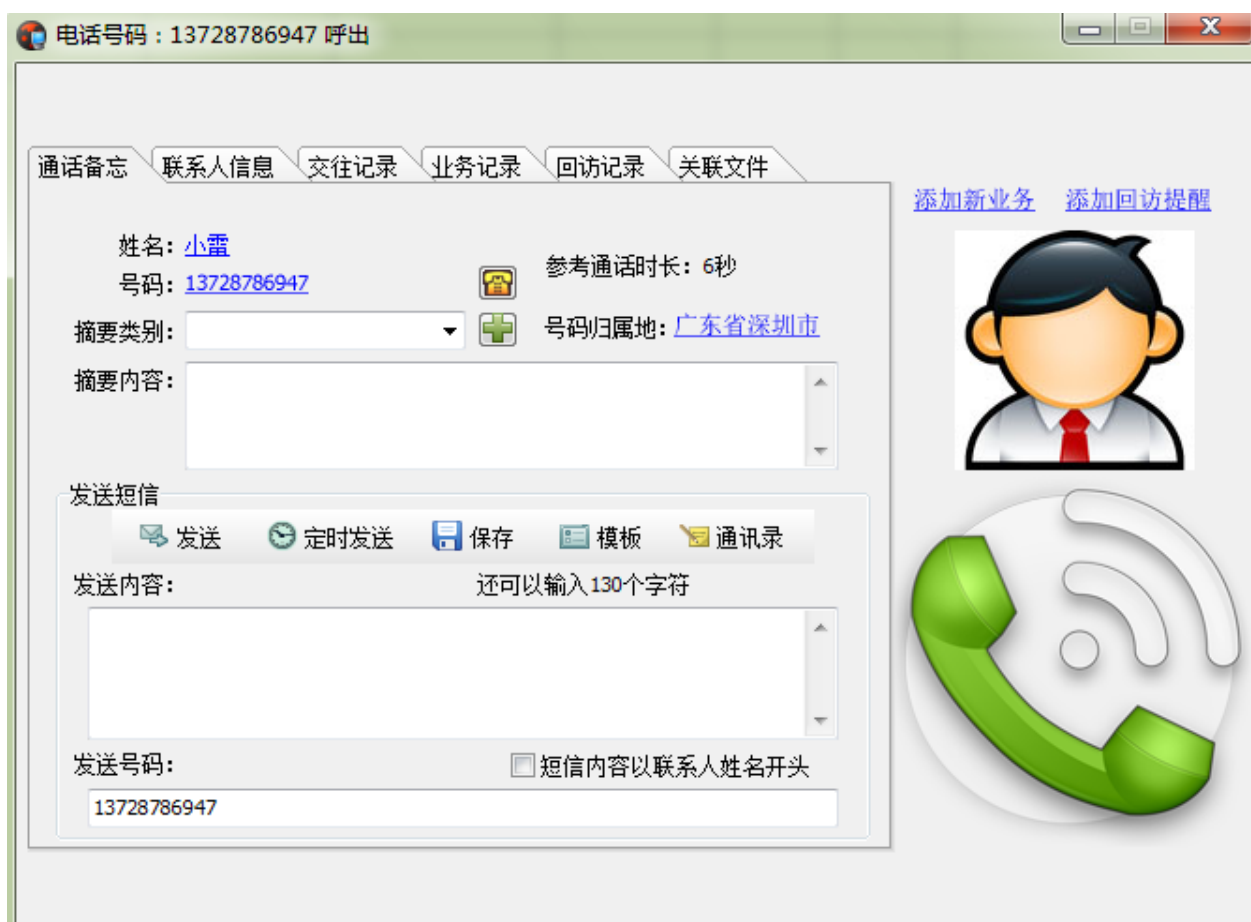 电话号码：13728786947 呼出
通话备忘 联系人信息 交往记录 业务记录 回访记录 关联文件
添加新业务 添加回访提醒
姓名：小雷
号码：13728786947
参考通话时长：6秒
摘要类别：
号码归属地：广东省深圳市
摘要内容：
发送短信
发送 定时发送 保存 模板 通讯录
发送内容： 还可以输入130个字符
发送号码： 短信内容以联系人姓名开头
13728786947